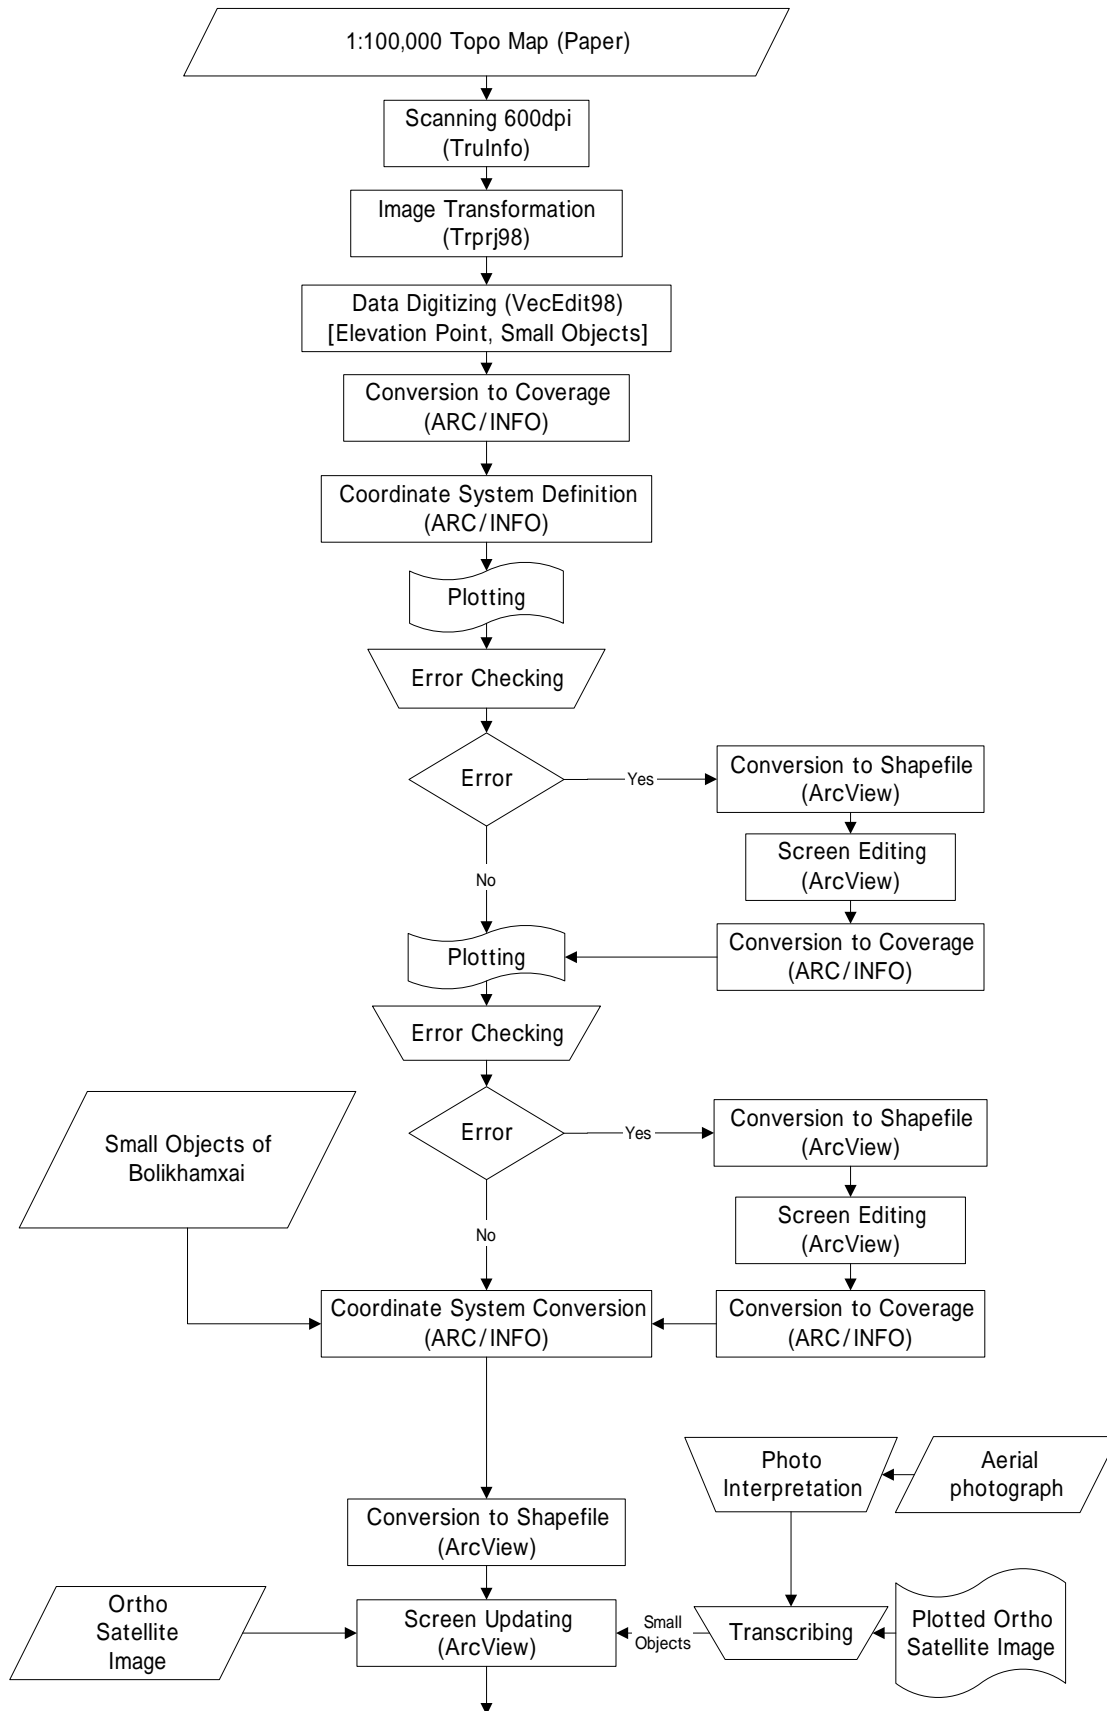 1:100,000 Topo Map (Paper)
Scanning 600dpi
(TruInfo)
Image Transformation
(Trprj98)
Data Digitizing (VecEdit98)
[Elevation Point, Small Objects]
Conversion to Coverage
(ARC/INFO)
Coordinate System Definition
(ARC/INFO)
Plotting
Error Checking
Error
Yes
Conversion to Shapefile
(ArcView)
Screen Editing
(ArcView)
No
Conversion to Coverage
(ARC/INFO)
Plotting
Error Checking
Error
Yes
Conversion to Shapefile
(ArcView)
Small Objects of
Bolikhamxai
Screen Editing
(ArcView)
No
Coordinate System Conversion
(ARC/INFO)
Conversion to Coverage
(ARC/INFO)
Photo
Interpretation
Aerial
photograph
Conversion to Shapefile
(ArcView)
Ortho
Satellite
Image
Screen Updating
(ArcView)
Small
Objects
Transcribing
Plotted Ortho
Satellite Image